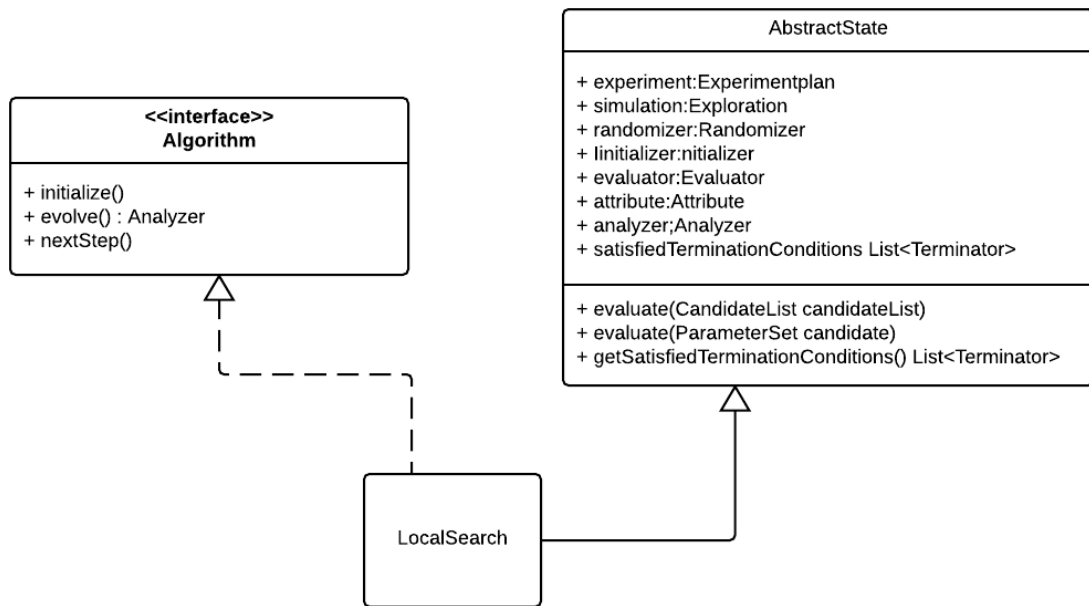 <<interface>>
Algorithm
+ initialize()
+ evolve() : Analyzer
+ nextStep()
AbstractState
+ experiment:Experimentplan
+ simulation:Exploration
+ randomizer:Randomizer
+ Iinitializer:nitializer
+ evaluator:Evaluator
+ attribute:Attribute
+ analyzer;Analyzer
+ satisfiedTerminationConditions List<Terminator>
+ evaluate(CandidateList candidateList)
+ evaluate(ParameterSet candidate)
+ getSatisfiedTerminationConditions() List<Terminator>
LocalSearch